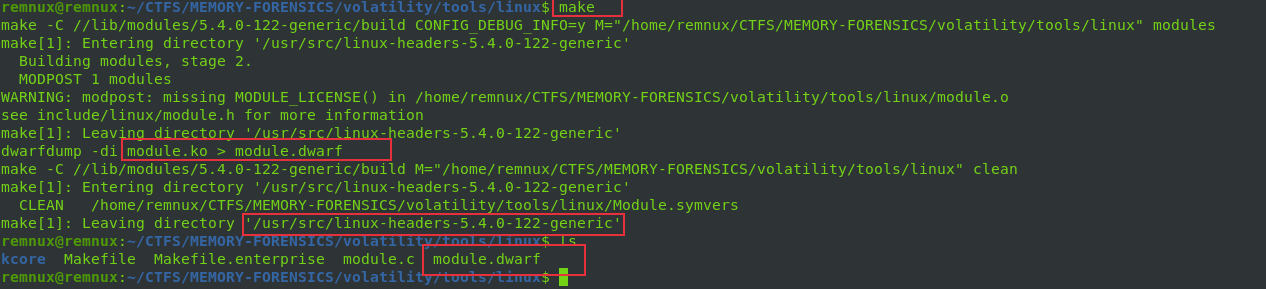 remnux@remnux:~/CTFS/MEMORY-FORENSICS/volatility/tools/linux$ make
make -C //lib/modules/5.4.0-122-generic/build CONFIG_DEBUG_INFO=y M="/home/remnux/CTFS/MEMORY-FORENSICS/volatility/tools/linux" modules
make[1]: Entering directory '/usr/src/linux-headers-5.4.0-122-generic'
  Building modules, stage 2.
  MODPOST 1 modules
WARNING: modpost: missing MODULE_LICENSE() in /home/remnux/CTFS/MEMORY-FORENSICS/volatility/tools/linux/module.o
see include/linux/module.h for more information
make[1]: Leaving directory '/usr/src/linux-headers-5.4.0-122-generic'
dwarfdump -di module.ko > module.dwarf
make -C //lib/modules/5.4.0-122-generic/build M="/home/remnux/CTFS/MEMORY-FORENSICS/volatility/tools/linux" clean
make[1]: Entering directory '/usr/src/linux-headers-5.4.0-122-generic'
  CLEAN   /home/remnux/CTFS/MEMORY-FORENSICS/volatility/tools/linux/Module.symvers
make[1]: Leaving directory '/usr/src/linux-headers-5.4.0-122-generic'
remnux@remnux:~/CTFS/MEMORY-FORENSICS/volatility/tools/linux$ ls
kcore  Makefile  Makefile.enterprise  module.c  module.dwarf
remnux@remnux:~/CTFS/MEMORY-FORENSICS/volatility/tools/linux$